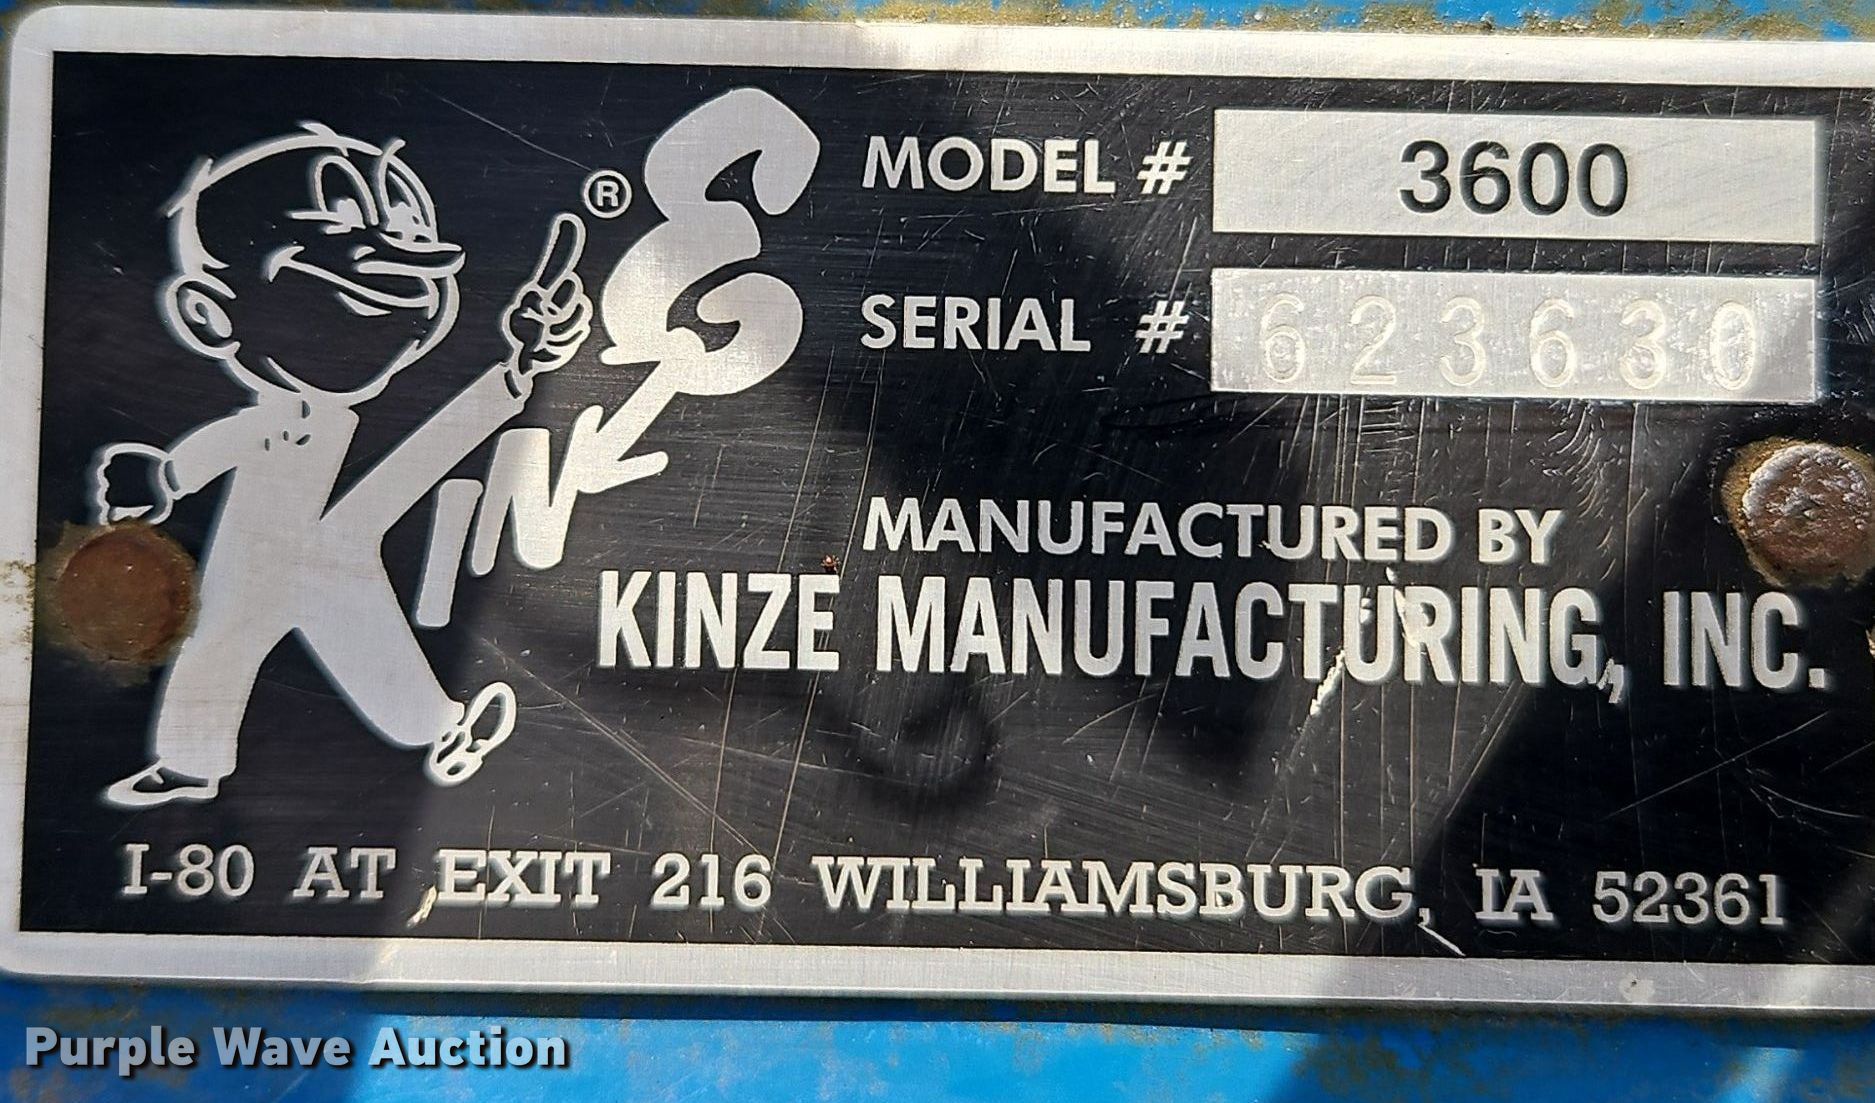 KINZE ®
MODEL # 3600
SERIAL # 623630
MANUFACTURED BY
KINZE MANUFACTURING, INC.
I-80 AT EXIT 216 WILLIAMSBURG, IA 52361
Purple Wave Auction